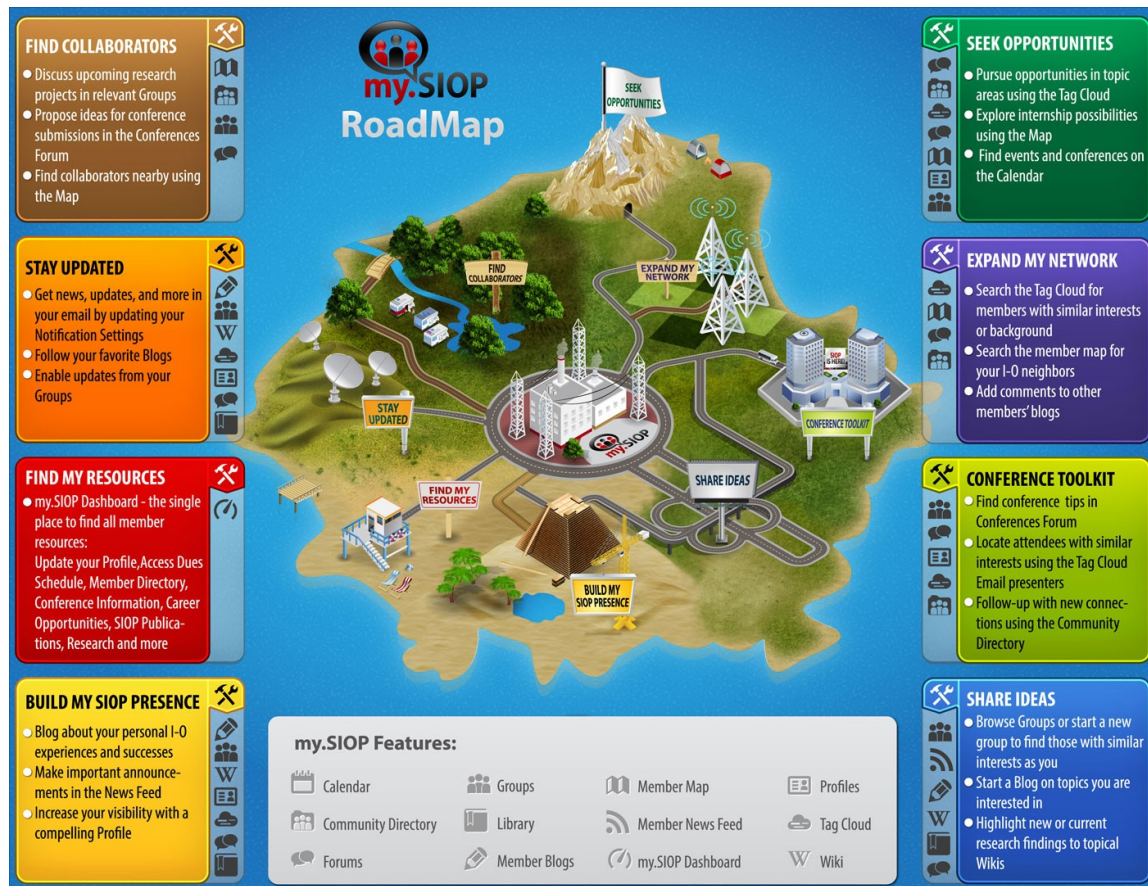 my.SIOP
RoadMap
FIND COLLABORATORS
● Discuss upcoming research
projects in relevant Groups
● Propose ideas for conference
submissions in the Conferences
Forum
● Find collaborators nearby using
the Map
STAY UPDATED
● Get news, updates, and more in
your email by updating your
Notification Settings
● Follow your favorite Blogs
● Enable updates from your
Groups
W
FIND MY RESOURCES
● my.SIOP Dashboard - the single
place to find all member
resources:
Update your Profile,Access Dues
Schedule, Member Directory,
Conference Information, Career
Opportunities, SIOP Publica-
tions, Research and more
BUILD MY SIOP PRESENCE
● Blog about your personal I-O
experiences and successes
● Make important announce-
ments in the News Feed
● Increase your visibility with a
compelling Profile
W
SEEK
OPPORTUNITIES
FIND
COLLABORATORS
EXPAND MY
NETWORK
SIOP
IS HERE!
STAY
UPDATED
CONFERENCE TOOLKIT
my.SIOP
FIND MY
RESOURCES
SHARE IDEAS
BUILD MY
SIOP PRESENCE
SEEK OPPORTUNITIES
● Pursue opportunities in topic
areas using the Tag Cloud
● Explore internship possibilities
using the Map
● Find events and conferences on
the Calendar
EXPAND MY NETWORK
● Search the Tag Cloud for
members with similar interests
or background
● Search the member map for
your I-O neighbors
● Add comments to other
members' blogs
CONFERENCE TOOLKIT
● Find conference tips in
Conferences Forum
● Locate attendees with similar
interests using the Tag Cloud
Email presenters
● Follow-up with new connec-
tions using the Community
Directory
SHARE IDEAS
● Browse Groups or start a new
group to find those with similar
interests as you
● Start a Blog on topics you are
interested in
● Highlight new or current
research findings to topical
Wikis
W
my.SIOP Features:
Calendar
Groups
Member Map
Profiles
Community Directory
Library
Member News Feed
Tag Cloud
Forums
Member Blogs
my.SIOP Dashboard
W Wiki